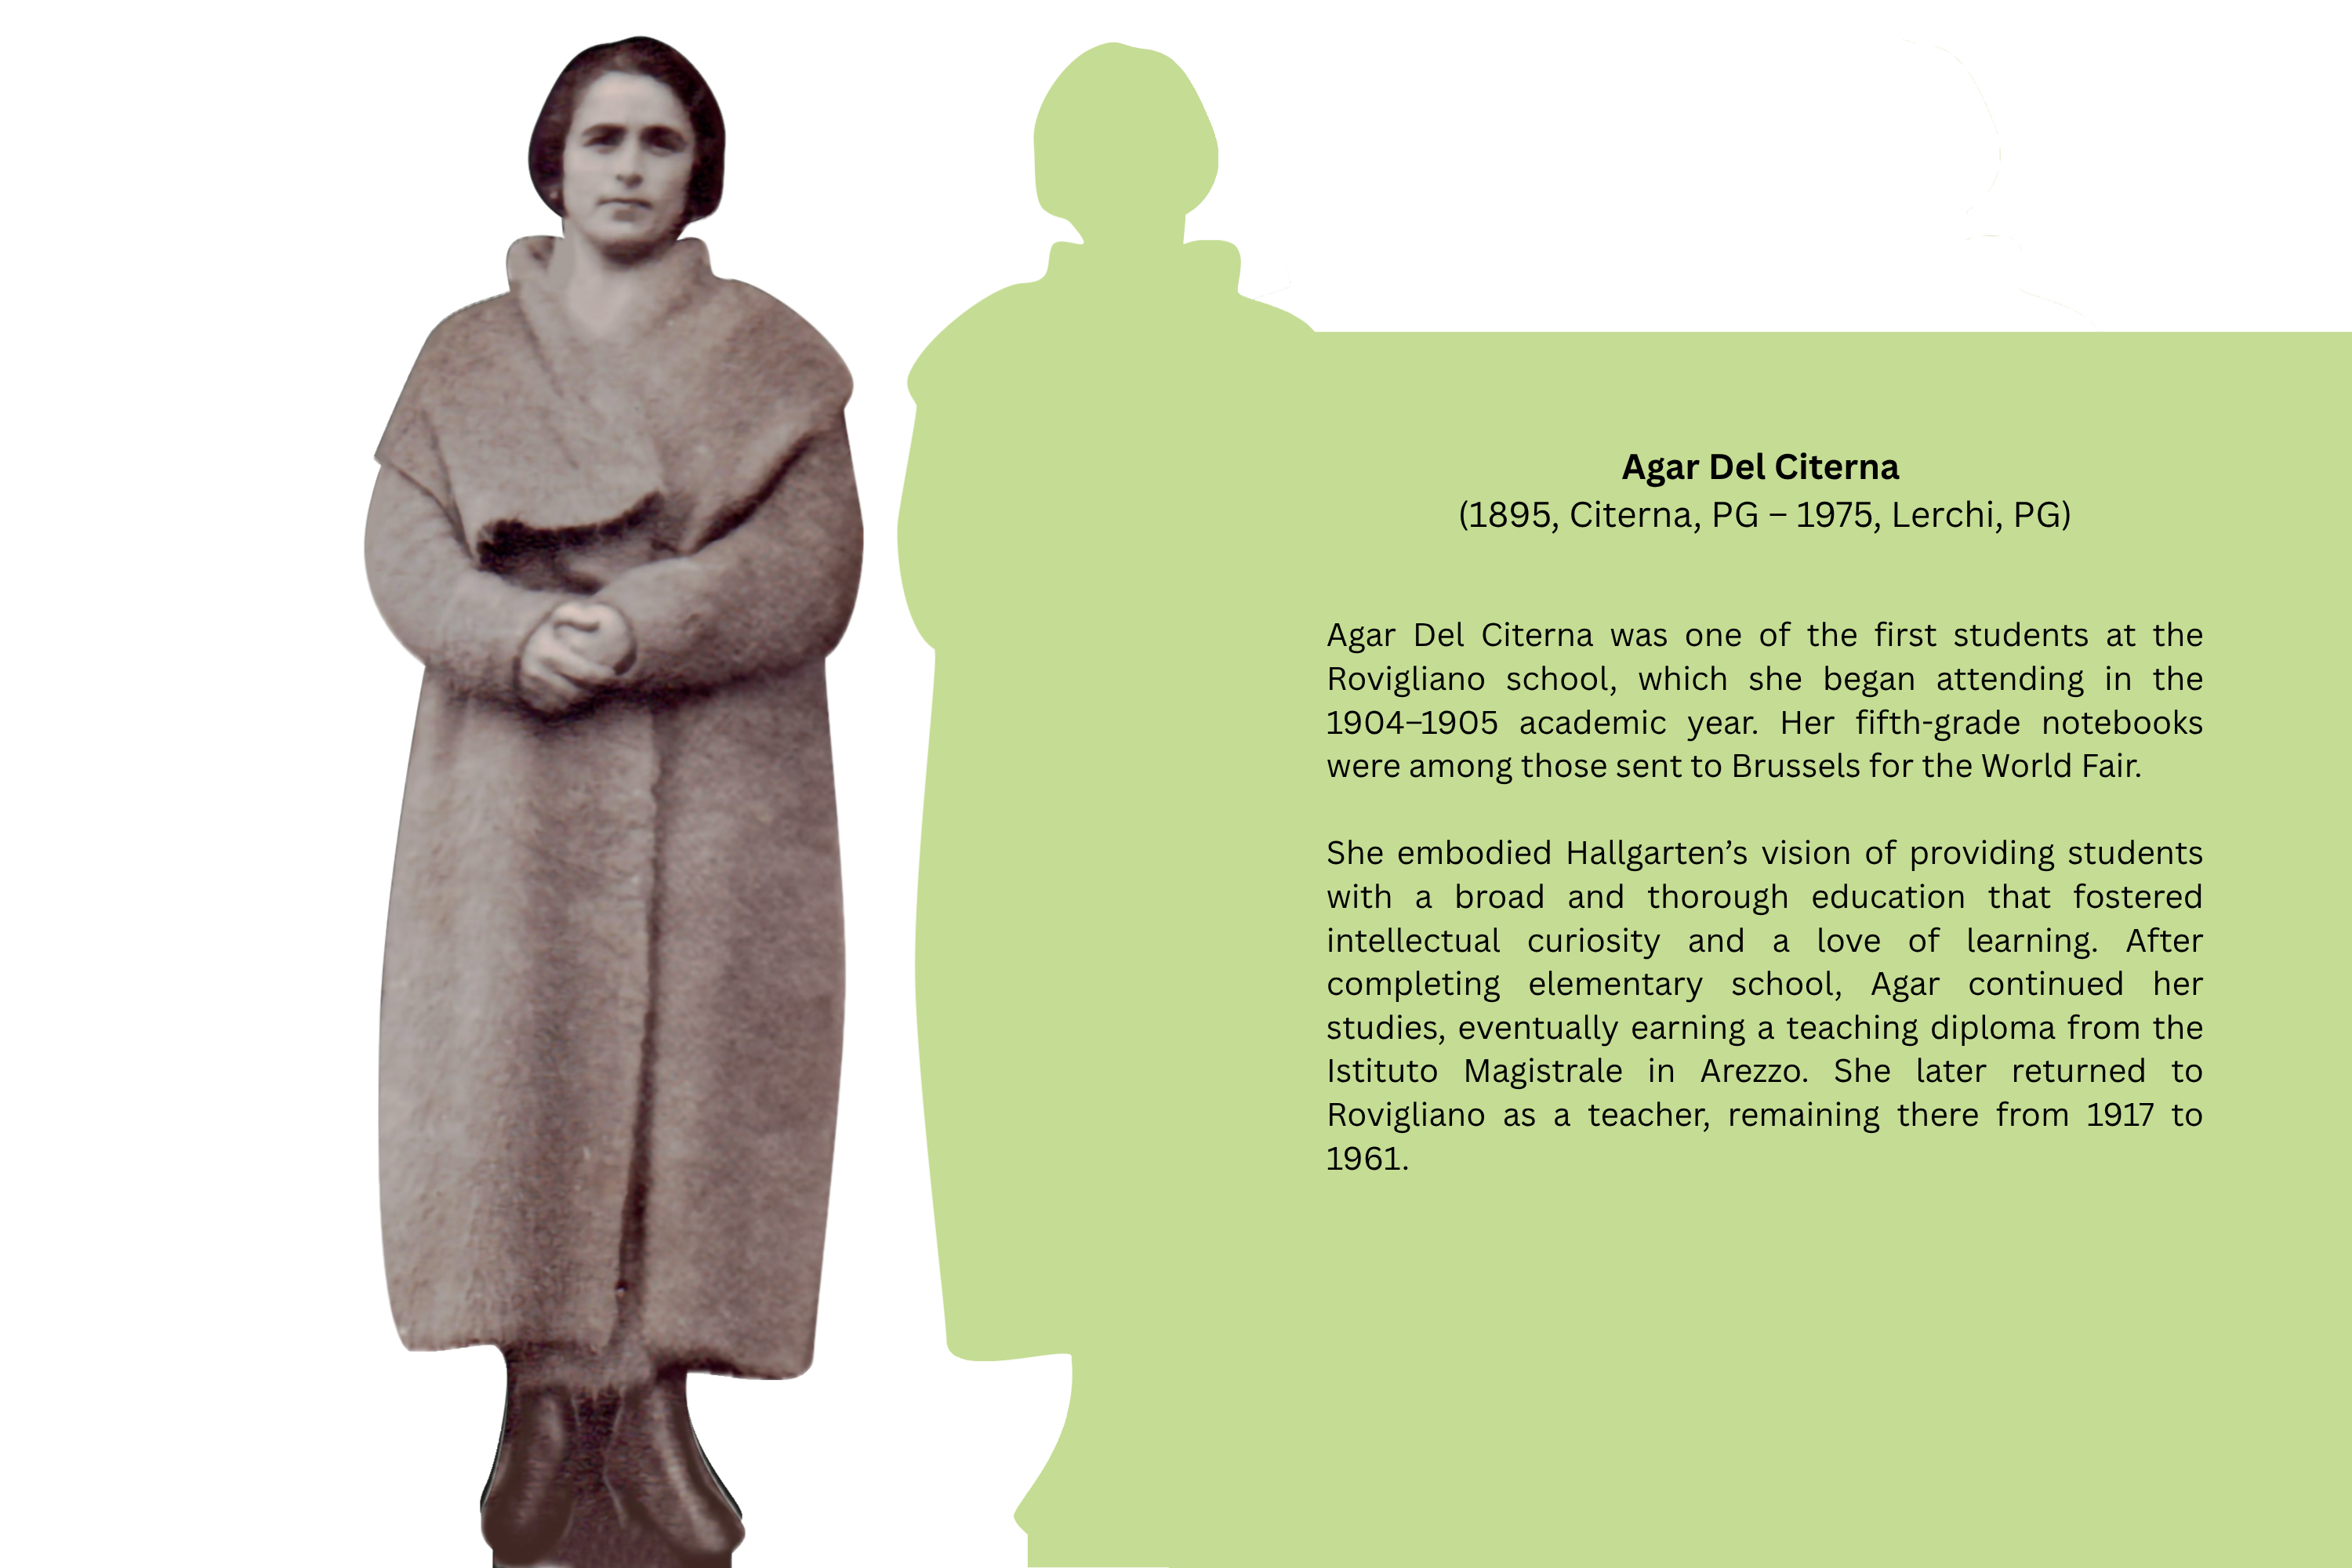 Agar Del Citerna
(1895, Citerna, PG – 1975, Lerchi, PG)
Agar Del Citerna was one of the first students at the
Rovigliano school, which she began attending in the
1904–1905 academic year. Her fifth-grade notebooks
were among those sent to Brussels for the World Fair.
She embodied Hallgarten’s vision of providing students
with a broad and thorough education that fostered
intellectual curiosity and a love of learning. After
completing elementary school, Agar continued her
studies, eventually earning a teaching diploma from the
Istituto Magistrale in Arezzo. She later returned to
Rovigliano as a teacher, remaining there from 1917 to
1961.